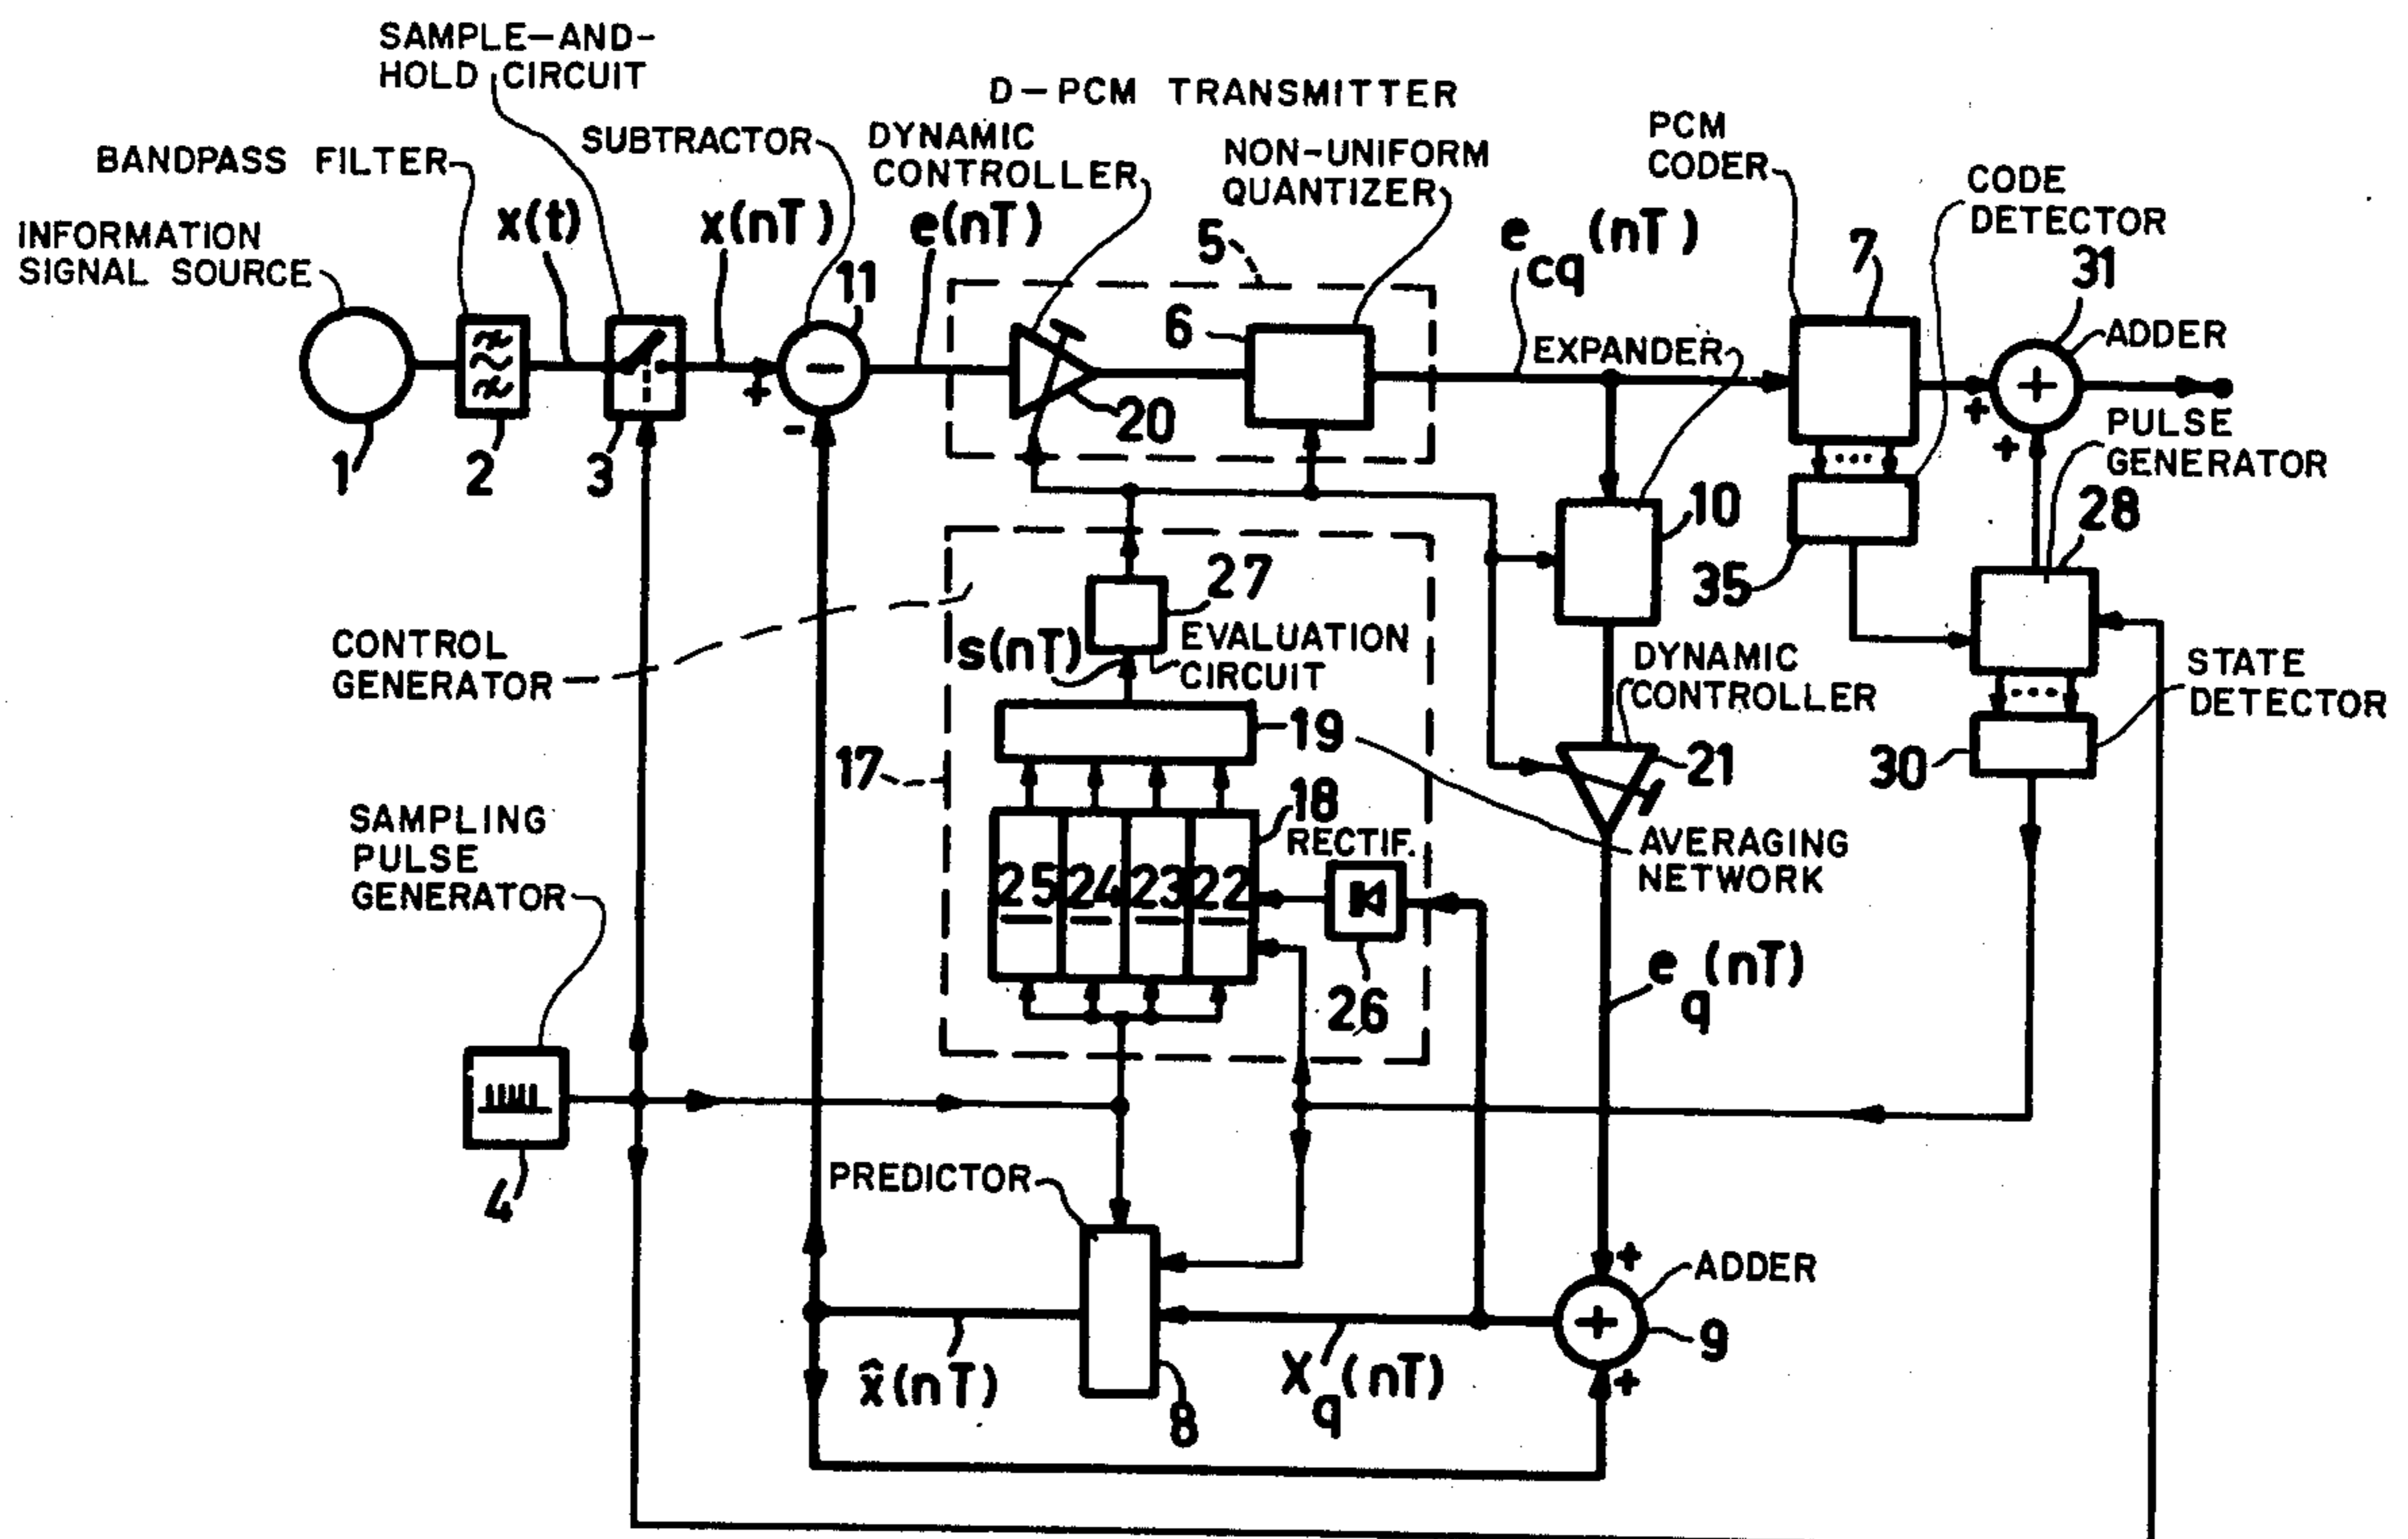 SAMPLE-AND-
HOLD CIRCUIT
D-PCM TRANSMITTER
BANDPASS FILTER
SUBTRACTOR
DYNAMIC
CONTROLLER
NON-UNIFORM
QUANTIZER
PCM
CODER
CODE
DETECTOR
INFORMATION
SIGNAL SOURCE
x(t)
x(nT)
e(nT)
e cq (nT)
11
5
7
31
ADDER
6
EXPANDER
20
+
-
−
+
+
+
PULSE
GENERATOR
1
2
3
10
28
35
27
CONTROL
GENERATOR
s(nT)
EVALUATION
CIRCUIT
DYNAMIC
CONTROLLER
STATE
DETECTOR
17
19
21
30
18
RECTIF.
AVERAGING
NETWORK
SAMPLING
PULSE
GENERATOR
25
24
23
22
26
e q (nT)
4
PREDICTOR
+
ADDER
+
9
+
x̂(nT)
8
X q (nT)